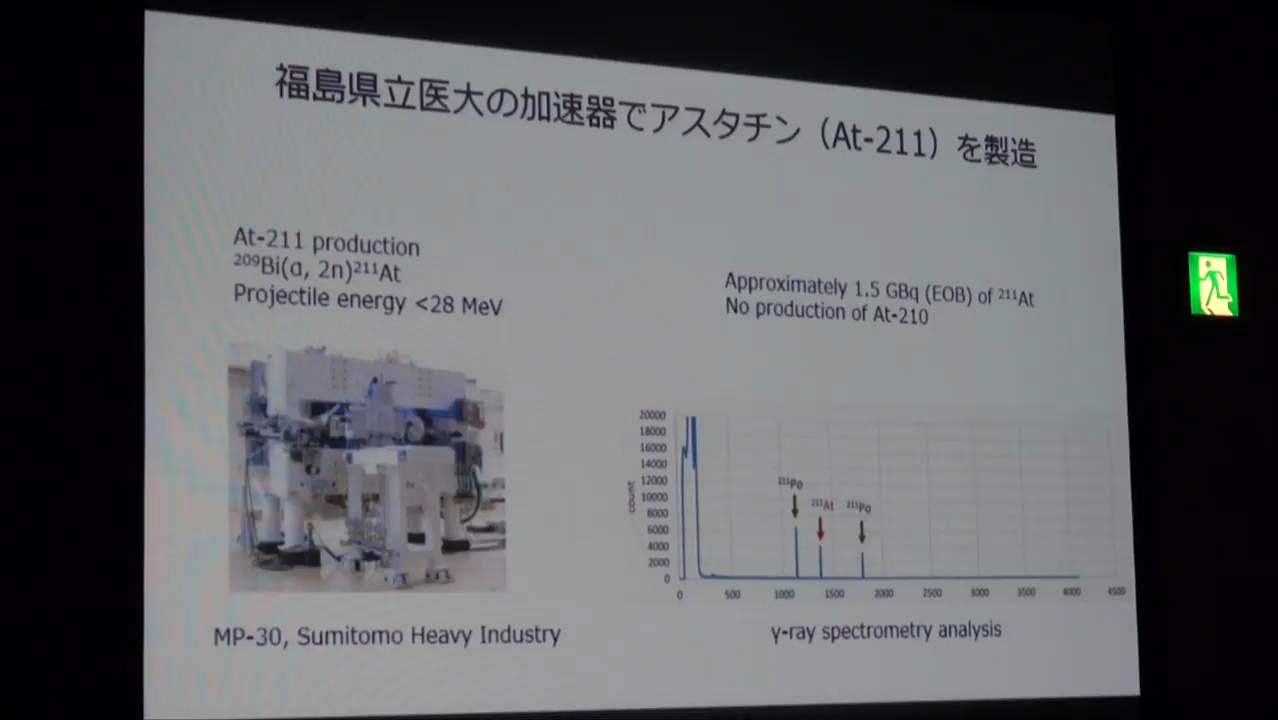 福島県立医大の加速器でアスタチン（At-211）を製造
At-211 production
²⁰⁹Bi(α, 2n)²¹¹At
Projectile energy <28 MeV
Approximately 1.5 GBq (EOB) of ²¹¹At
No production of At-210
20000
18000
16000
14000
12000
10000
8000
6000
4000
2000
0
count
²¹¹Po
²¹¹At
²¹¹Po
0 500 1000 1500 2000 2500 3000 3500 4000 4500
MP-30, Sumitomo Heavy Industry
γ-ray spectrometry analysis